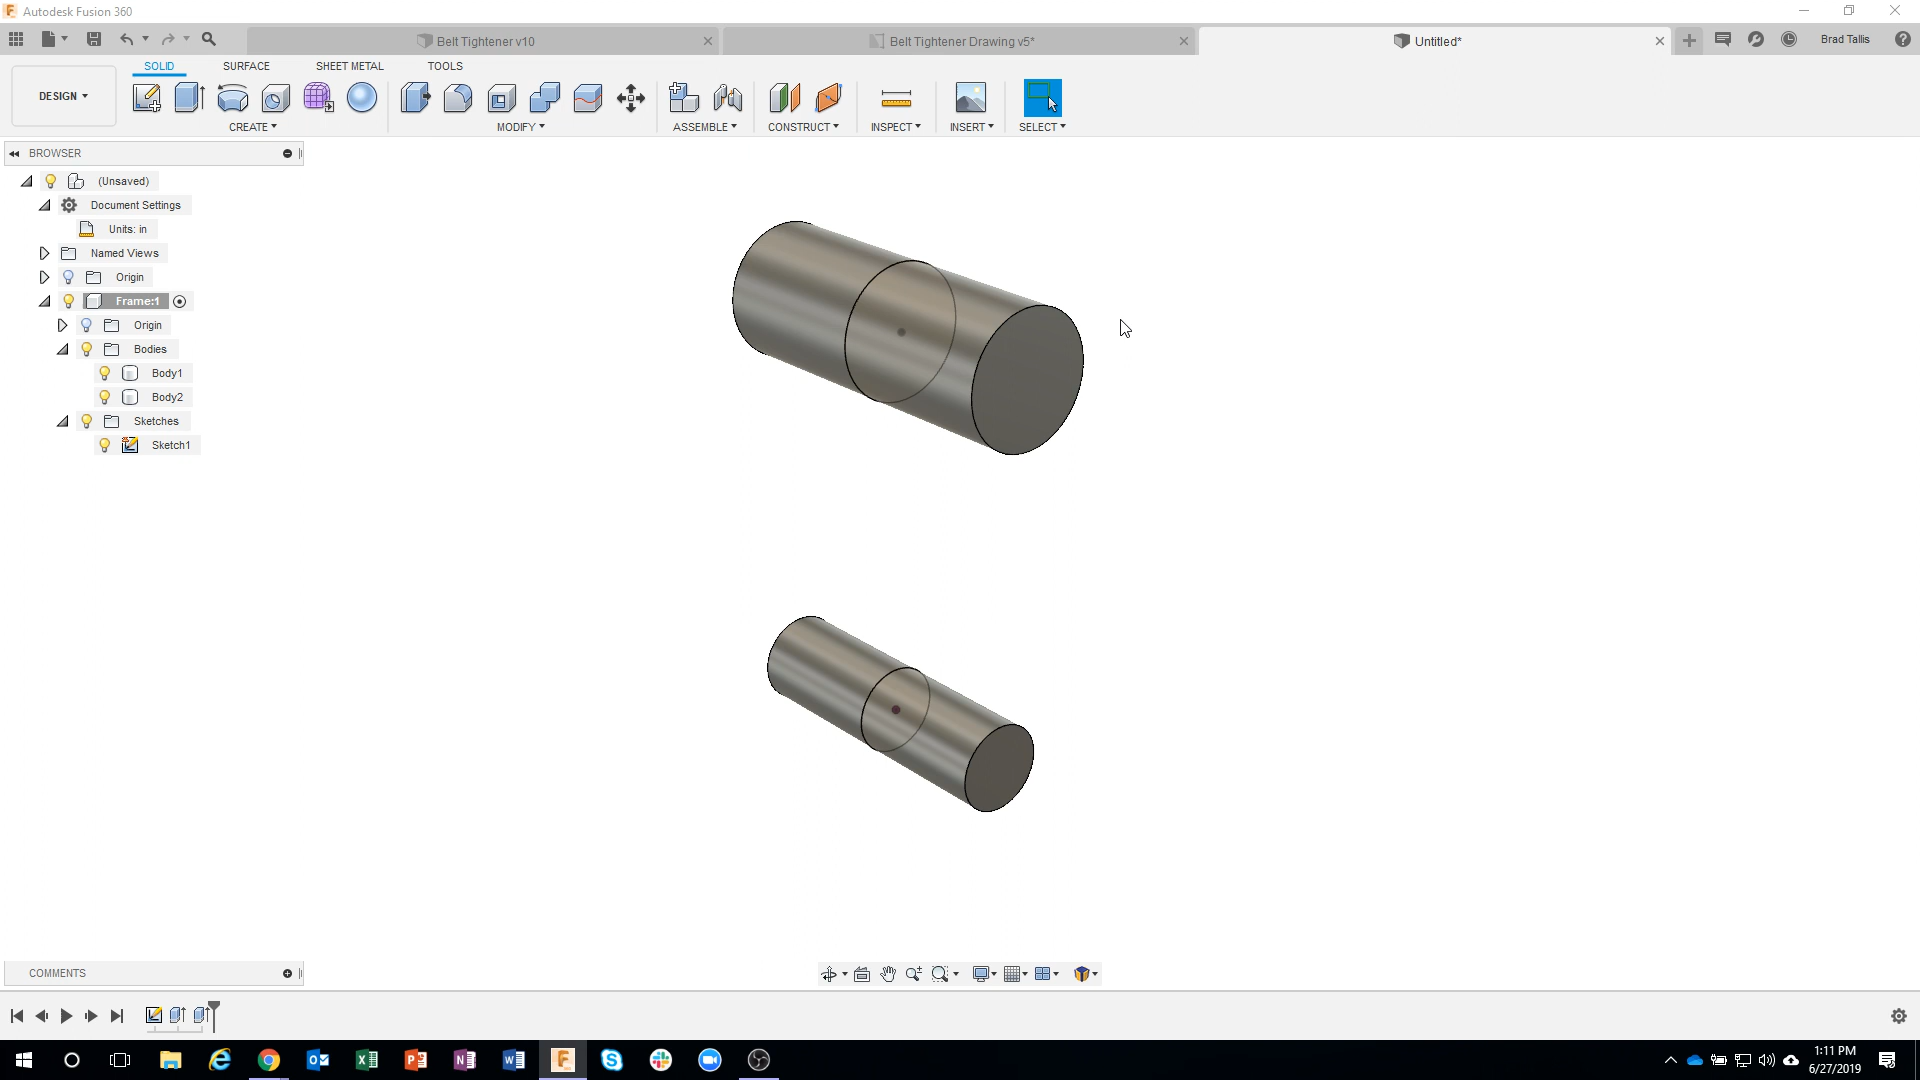 Autodesk Fusion 360
Belt Tightener v10
Belt Tightener Drawing v5*
Untitled*
Brad Tallis
SOLID
SURFACE
SHEET METAL
TOOLS
DESIGN
CREATE
MODIFY
ASSEMBLE
CONSTRUCT
INSPECT
INSERT
SELECT
BROWSER
(Unsaved)
Document Settings
Units: in
Named Views
Origin
Frame:1
Origin
Bodies
Body1
Body2
Sketches
Sketch1
COMMENTS
1:11 PM
6/27/2019